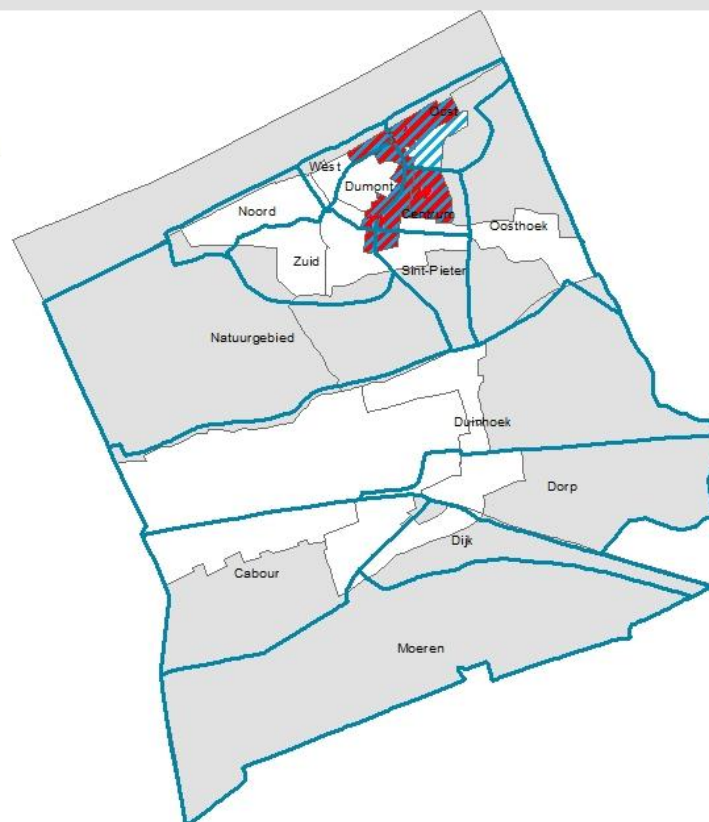 Oost
West
Dumont
Noord
Centrum
Oosthoek
Zuid
Sint-Pieter
Natuurgebied
Duinhoek
Dorp
Dijk
Cabour
Moeren